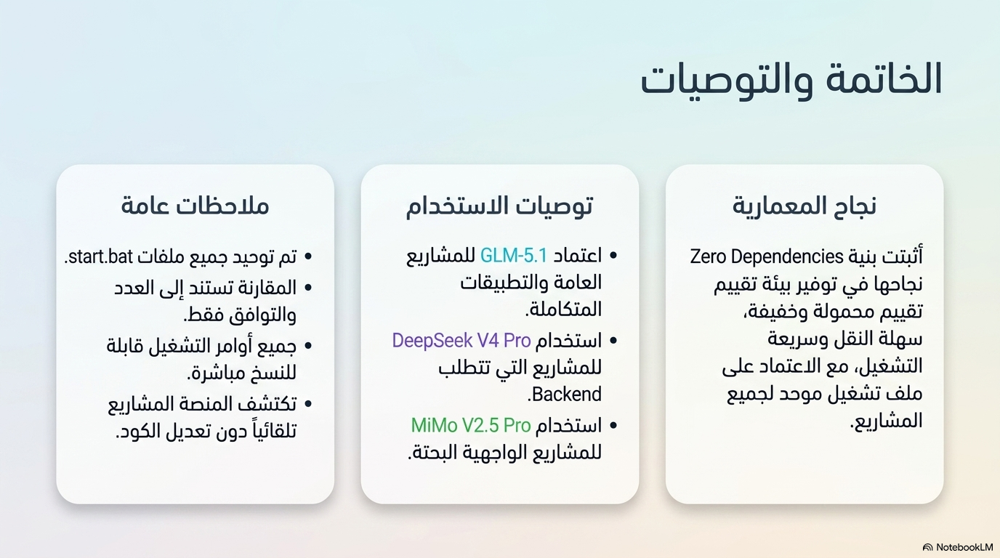 الخاتمة والتوصيات
نجاح المعمارية
أثبتت بنية Zero Dependencies
نجاحها في توفير بيئة تقييم
تقييم محمولة وخفيفة،
سهلة النقل وسريعة
التشغيل، مع الاعتماد على
ملف تشغيل موحد لجميع
المشاريع.
توصيات الاستخدام
• اعتماد GLM-5.1 للمشاريع
العامة والتطبيقات
المتكاملة.
• استخدام DeepSeek V4 Pro
للمشاريع التي تتطلب
Backend.
• استخدام MiMo V2.5 Pro
للمشاريع الواجهية البحتة.
ملاحظات عامة
• تم توحيد جميع ملفات start.bat.
• المقارنة تستند إلى العدد
والتوافق فقط.
• جميع أوامر التشغيل قابلة
للنسخ مباشرة.
• تكتشف المنصة المشاريع
تلقائياً دون تعديل الكود.
NotebookLM